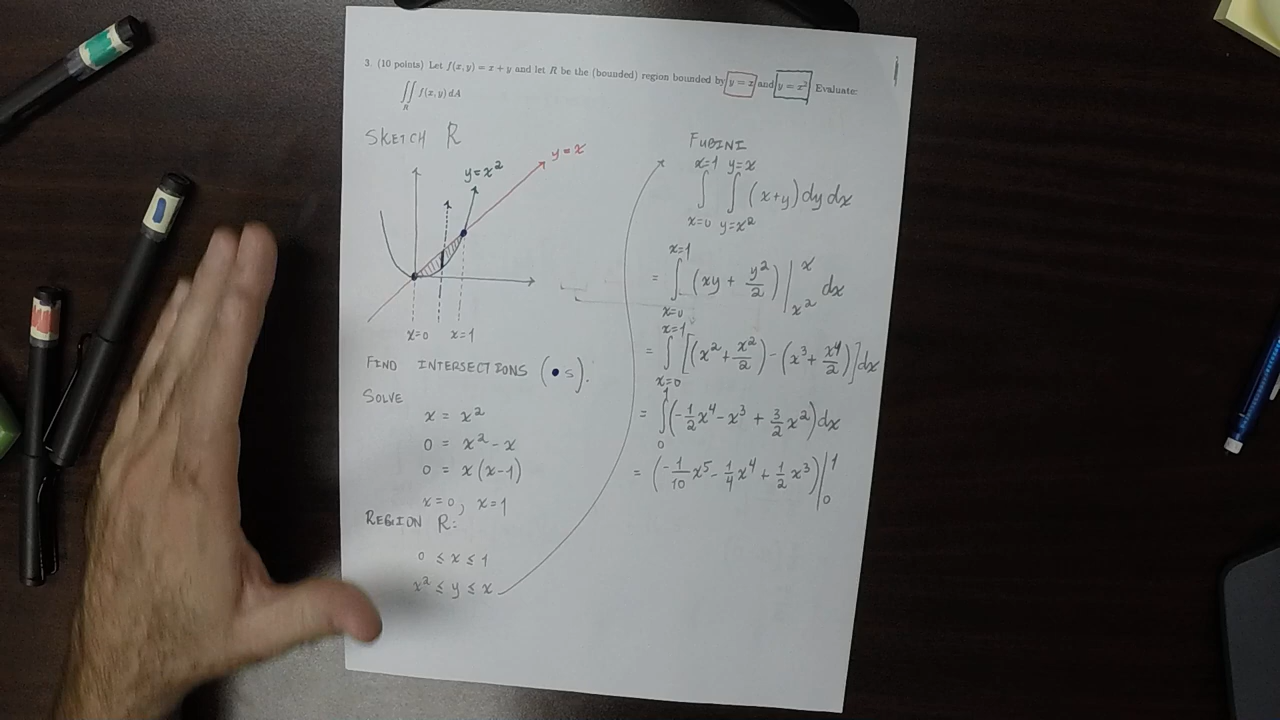 3. (10 points) Let f(x, y) = x + y and let R be the (bounded) region bounded by y = x and y = x² Evaluate:
∬_R f(x, y) dA
SKETCH R
y = x²
y = x
x=0 x=1
FIND INTERSECTIONS (• s).
SOLVE
x = x²
0 = x² - x
0 = x(x-1)
x=0, x=1
REGION R:
0 ≤ x ≤ 1
x² ≤ y ≤ x
FUBINI
x=1 y=x
∫ ∫ (x+y) dy dx
x=0 y=x²
x=1
= ∫ (xy + y²/2) |_{x²}^{x} dx
x=0
x=1
= ∫ [(x² + x²/2) - (x³ + x⁴/2)] dx
x=0
= ∫_0^1 (-1/2 x⁴ - x³ + 3/2 x²) dx
= (-1/10 x⁵ - 1/4 x⁴ + 1/2 x³) |_0^1